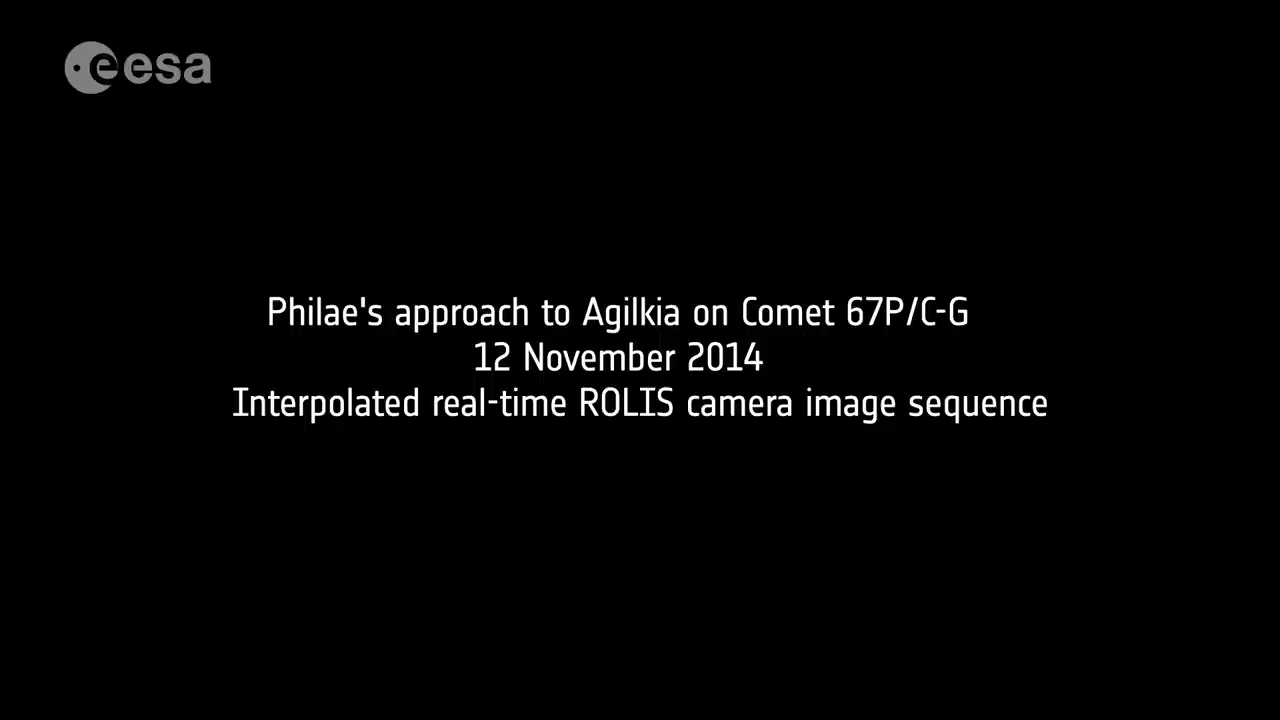 esa
Philae's approach to Agilkia on Comet 67P/C-G
12 November 2014
Interpolated real-time ROLIS camera image sequence